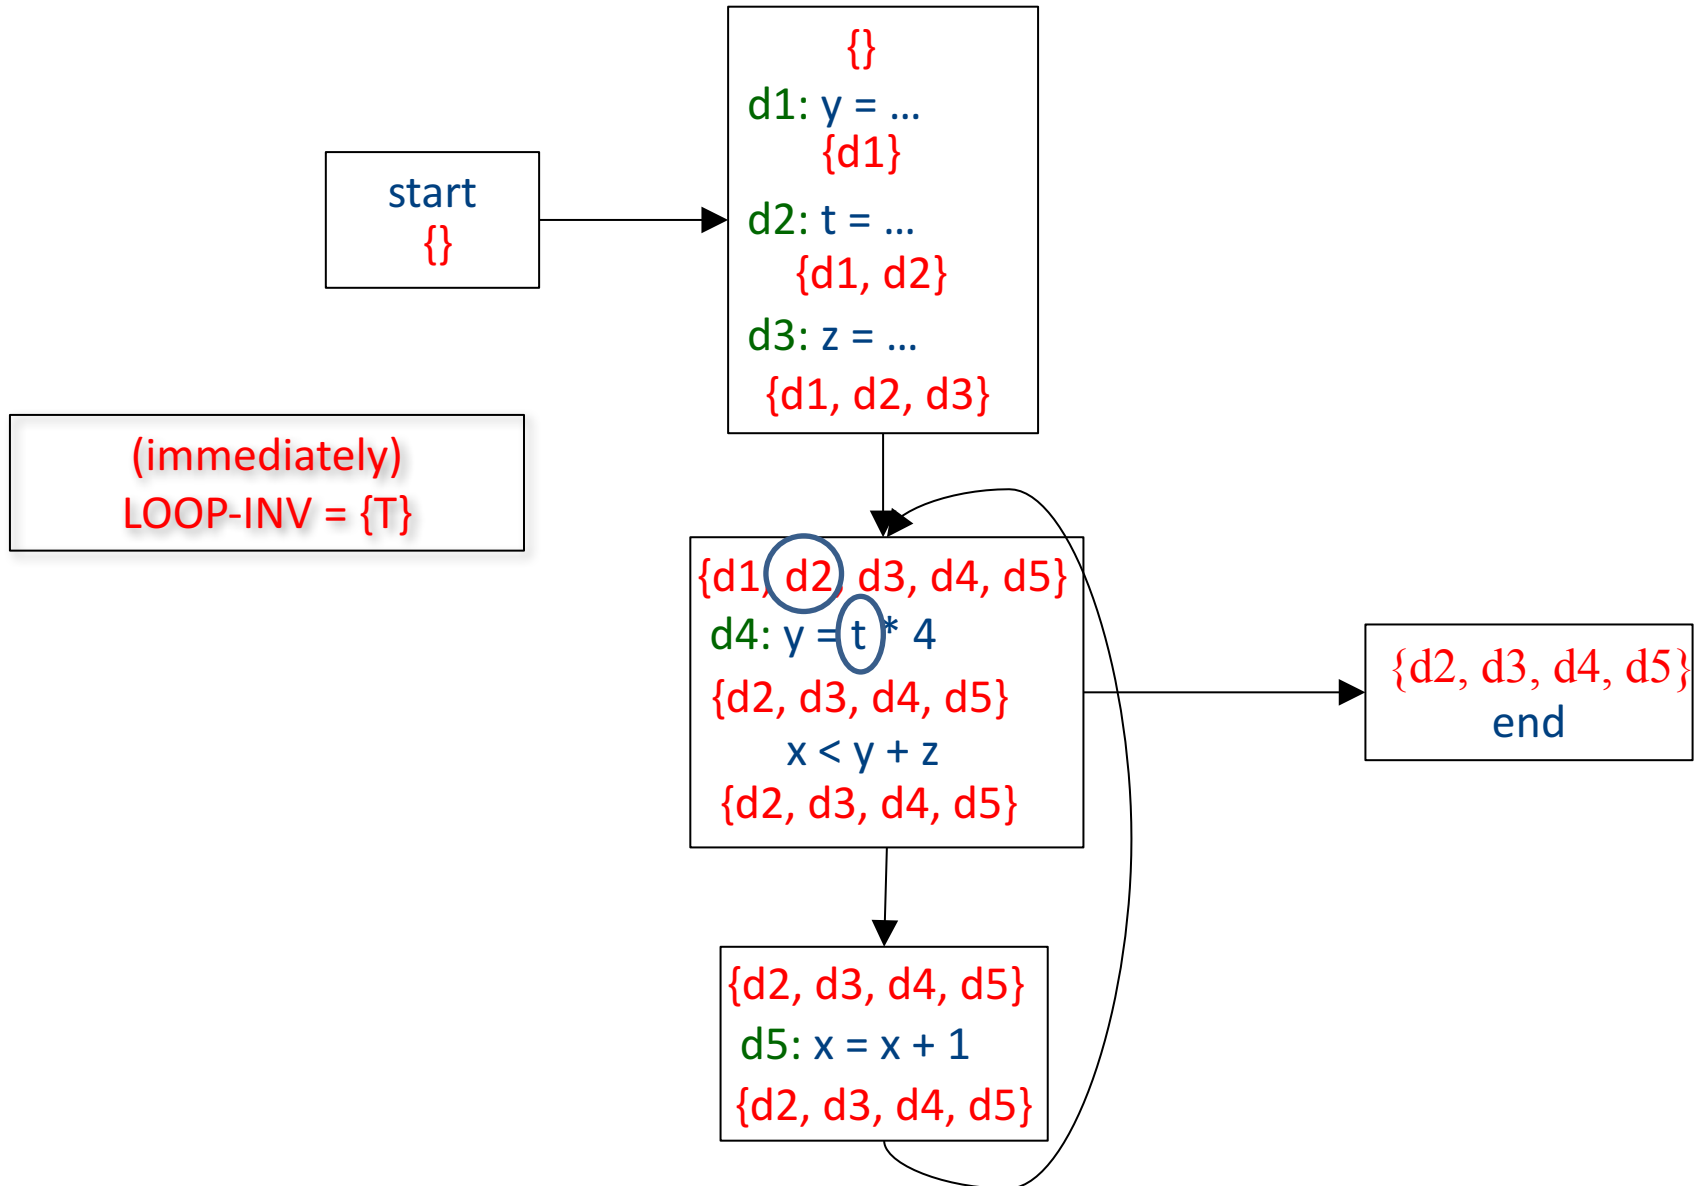 start
{}
{}
d1: y = ...
{d1}
d2: t = ...
{d1, d2}
d3: z = ...
{d1, d2, d3}
(immediately)
LOOP-INV = {T}
{d1, d2, d3, d4, d5}
d4: y = t * 4
{d2, d3, d4, d5}
x < y + z
{d2, d3, d4, d5}
{d2, d3, d4, d5}
end
{d2, d3, d4, d5}
d5: x = x + 1
{d2, d3, d4, d5}